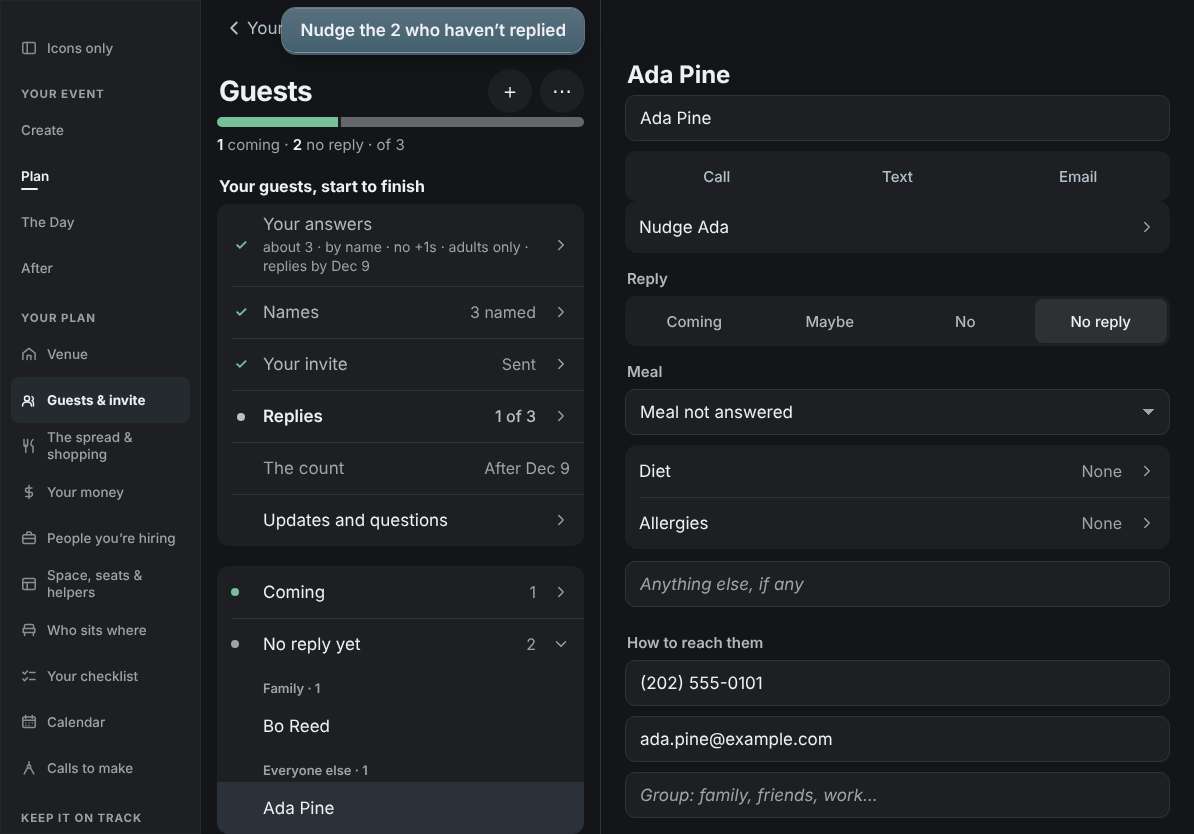 Icons only
YOUR EVENT
Create
Plan
The Day
After
YOUR PLAN
Venue
Guests & invite
The spread &
shopping
Your money
People you’re hiring
Space, seats &
helpers
Who sits where
Your checklist
Calendar
Calls to make
KEEP IT ON TRACK
Your
Nudge the 2 who haven’t replied
Guests
1 coming · 2 no reply · of 3
Your guests, start to finish
Your answers
about 3 · by name · no +1s · adults only ·
replies by Dec 9
Names 3 named
Your invite Sent
Replies 1 of 3
The count After Dec 9
Updates and questions
Coming 1
No reply yet 2
Family · 1
Bo Reed
Everyone else · 1
Ada Pine
Ada Pine
Ada Pine
Call Text Email
Nudge Ada
Reply
Coming Maybe No No reply
Meal
Meal not answered
Diet None
Allergies None
Anything else, if any
How to reach them
(202) 555-0101
ada.pine@example.com
Group: family, friends, work...